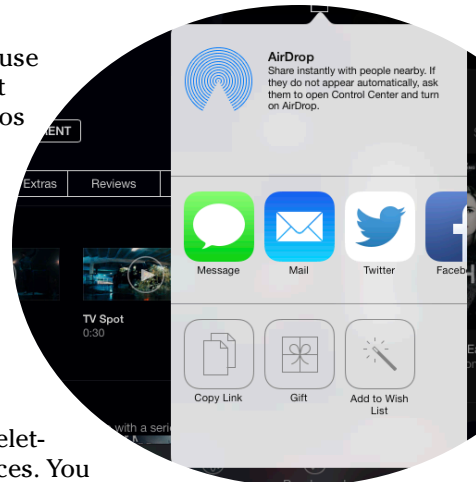 use
t
os
AirDrop
Share instantly with people nearby. If
they do not appear automatically, ask
them to open Control Center and turn
on AirDrop.
MENT
Extras Reviews
Message Mail Twitter Faceb
TV Spot
0:30
Copy Link Gift Add to Wish
List
with a seri
elet-
ces. You